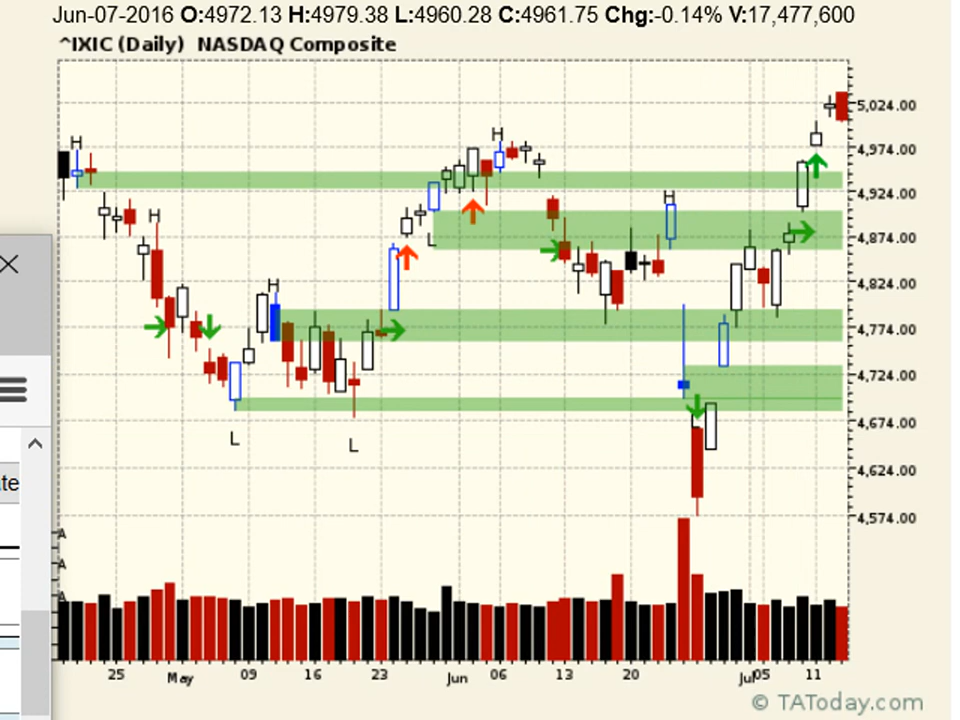 Jun-07-2016 O:4972.13 H:4979.38 L:4960.28 C:4961.75 Chg:-0.14% V:17,477,600
^IXIC (Daily) NASDAQ Composite
5,024.00
H
H
4,974.00
H
4,924.00
H
L
4,874.00
H
4,824.00
4,774.00
4,724.00
4,674.00
L
L
4,624.00
ate
4,574.00
A
A
A
25 May 09 16 23 Jun 06 13 20 Jul 05 11
© TAToday.com